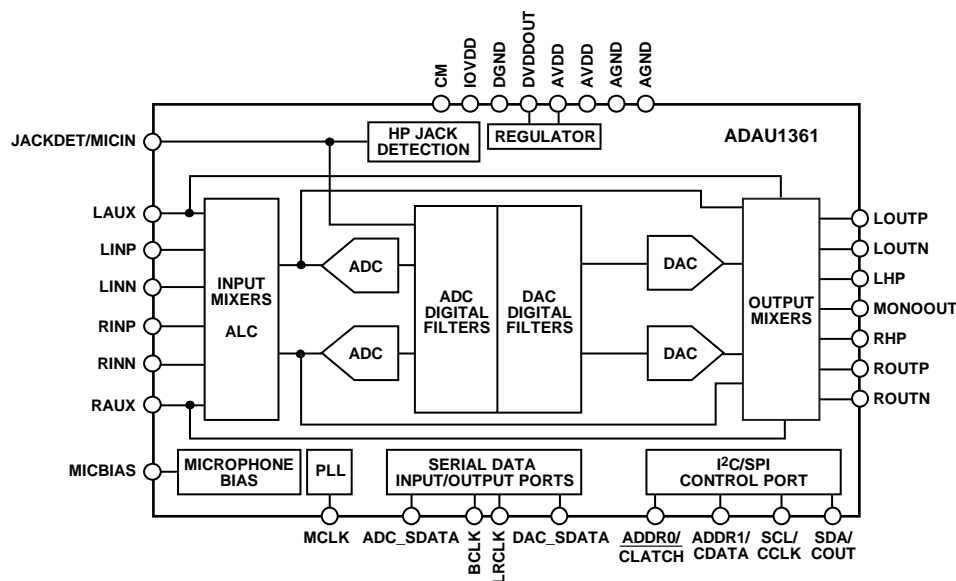 CM
IOVDD
DGND
DVDDOUT
AVDD
AVDD
AGND
AGND
JACKDET/MICIN
HP JACK
DETECTION
REGULATOR
ADAU1361
LAUX
LINP
LINN
RINP
RINN
RAUX
INPUT
MIXERS
ALC
ADC
ADC
ADC
DIGITAL
FILTERS
DAC
DIGITAL
FILTERS
DAC
DAC
OUTPUT
MIXERS
LOUTP
LOUTN
LHP
MONOOUT
RHP
ROUTP
ROUTN
MICBIAS
MICROPHONE
BIAS
PLL
SERIAL DATA
INPUT/OUTPUT PORTS
I²C/SPI
CONTROL PORT
MCLK
ADC_SDATA
BCLK
LRCLK
DAC_SDATA
ADDR0/
CLATCH
ADDR1/
CDATA
SCL/
CCLK
SDA/
COUT